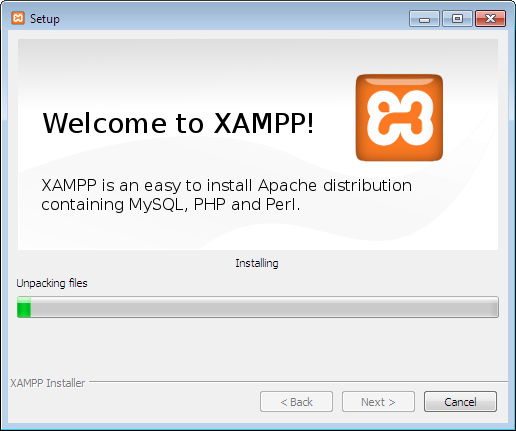 Setup
Welcome to XAMPP!
XAMPP is an easy to install Apache distribution
containing MySQL, PHP and Perl.
Installing
Unpacking files
XAMPP Installer
< Back
Next >
Cancel